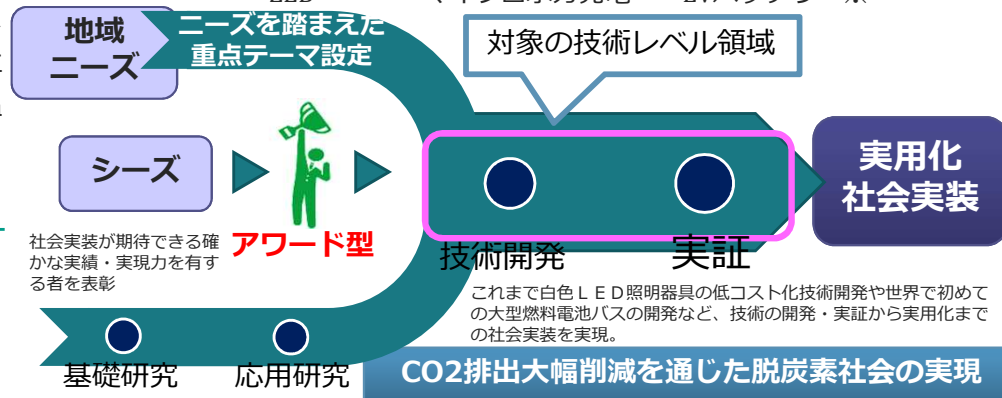 地域
ニーズ
ニーズを踏まえた
重点テーマ設定
対象の技術レベル領域
シーズ
アワード型
社会実装が期待できる確
かな実績・実現力を有す
る者を表彰
技術開発
実証
実用化
社会実装
これまで白色ＬＥＤ照明器具の低コスト化技術開発や世界で初めて
の大型燃料電池バスの開発など、技術の開発・実証から実用化まで
の社会実装を実現。
基礎研究
応用研究
CO2排出大幅削減を通じた脱炭素社会の実現